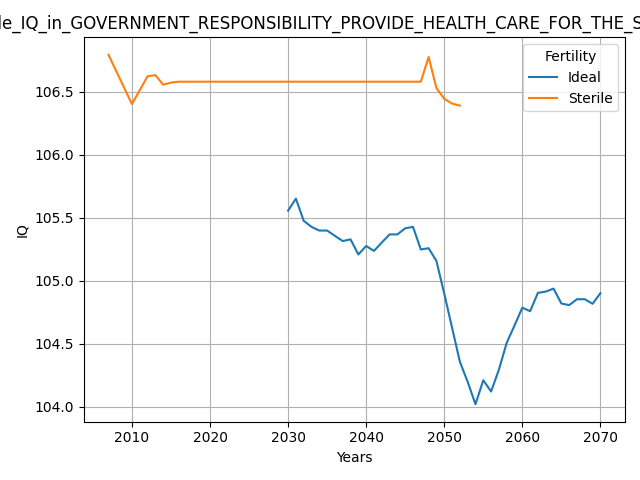 le_IQ_in_GOVERNMENT_RESPONSIBILITY_PROVIDE_HEALTH_CARE_FOR_THE_S
Fertility
Ideal
Sterile
106.5
106.0
105.5
105.0
104.5
104.0
IQ
2010 2020 2030 2040 2050 2060 2070
Years